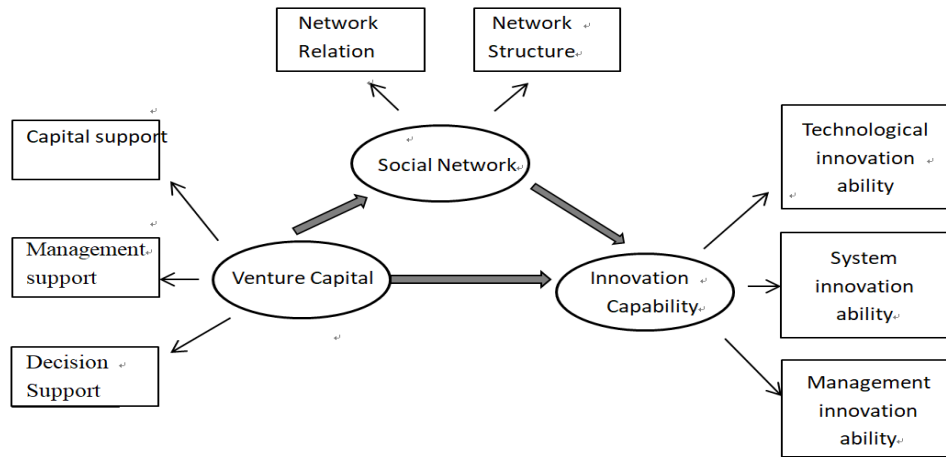 Network
Relation
Network
Structure
Capital support
Social Network
Technological
innovation
ability
Management
support
Venture Capital
Innovation
Capability
System
innovation
ability
Decision
Support
Management
innovation
ability